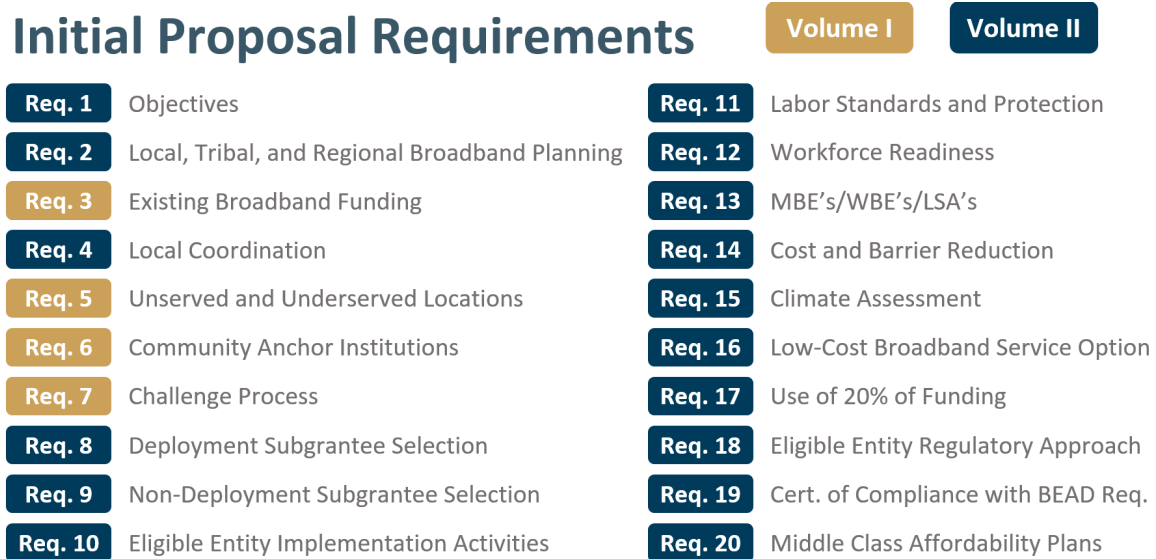 Initial Proposal Requirements
Volume I
Volume II
Req. 1 Objectives
Req. 2 Local, Tribal, and Regional Broadband Planning
Req. 3 Existing Broadband Funding
Req. 4 Local Coordination
Req. 5 Unserved and Underserved Locations
Req. 6 Community Anchor Institutions
Req. 7 Challenge Process
Req. 8 Deployment Subgrantee Selection
Req. 9 Non-Deployment Subgrantee Selection
Req. 10 Eligible Entity Implementation Activities
Req. 11 Labor Standards and Protection
Req. 12 Workforce Readiness
Req. 13 MBE’s/WBE’s/LSA’s
Req. 14 Cost and Barrier Reduction
Req. 15 Climate Assessment
Req. 16 Low-Cost Broadband Service Option
Req. 17 Use of 20% of Funding
Req. 18 Eligible Entity Regulatory Approach
Req. 19 Cert. of Compliance with BEAD Req.
Req. 20 Middle Class Affordability Plans